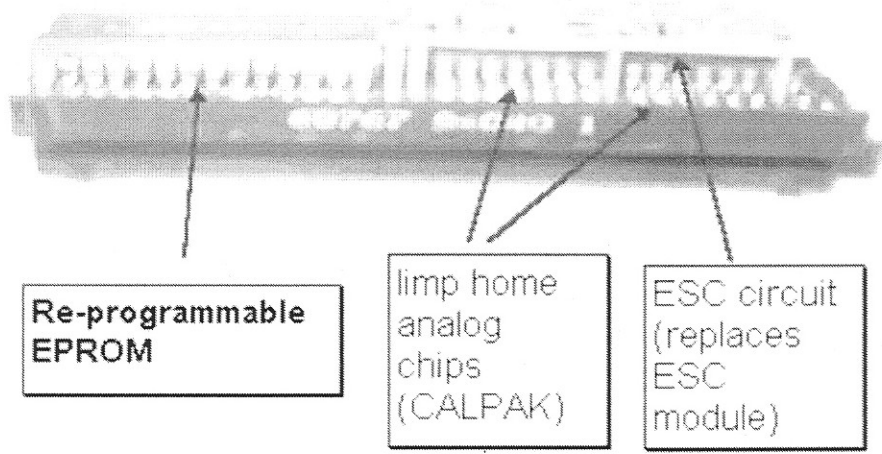 Re-programmable
EPROM
limp home
analog
chips
(CALPAK)
ESC circuit
(replaces
ESC
module)